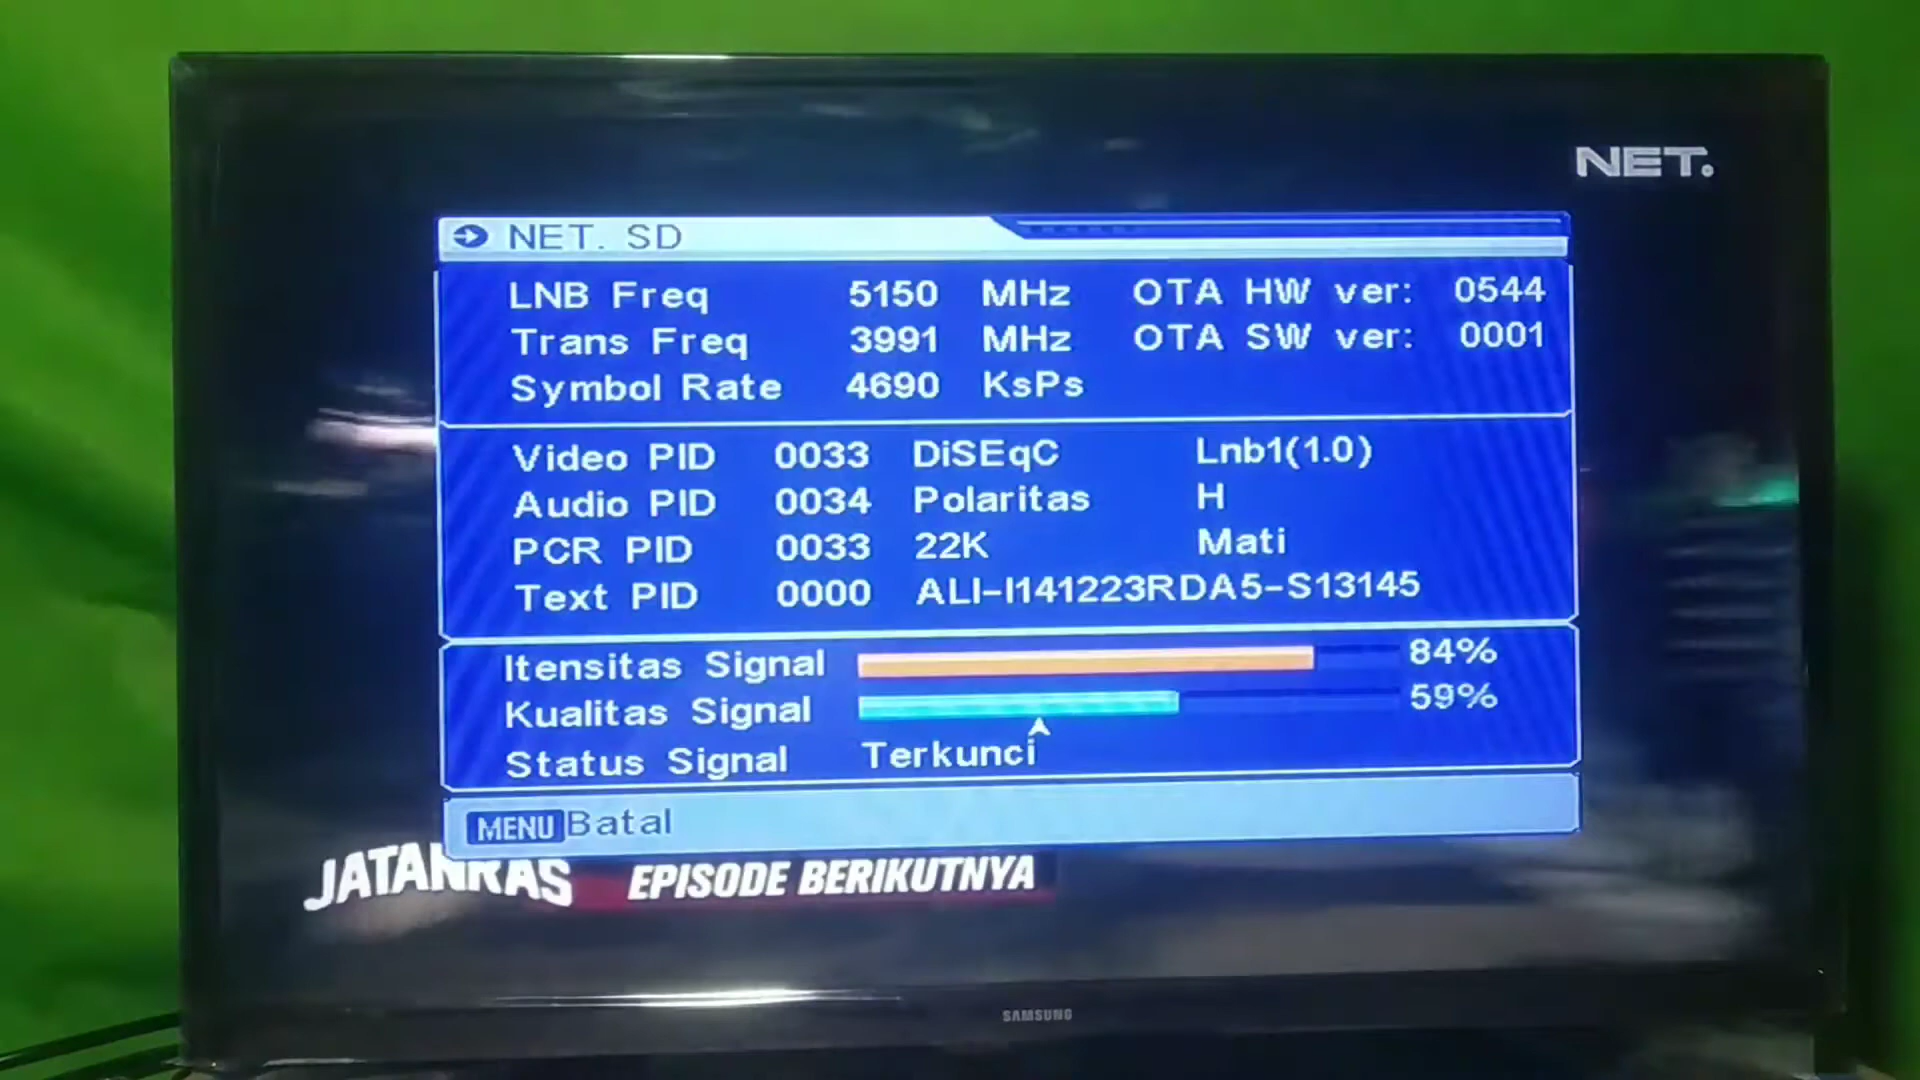 NET.
NET. SD
LNB Freq 5150 MHz OTA HW ver: 0544
Trans Freq 3991 MHz OTA SW ver: 0001
Symbol Rate 4690 KsPs
Video PID 0033 DiSEqC Lnb1(1.0)
Audio PID 0034 Polaritas H
PCR PID 0033 22K Mati
Text PID 0000 ALI-I141223RDA5-S13145
Itensitas Signal 84%
Kualitas Signal 59%
Status Signal Terkunci
MENU Batal
JATANRAS EPISODE BERIKUTNYA
SAMSUNG